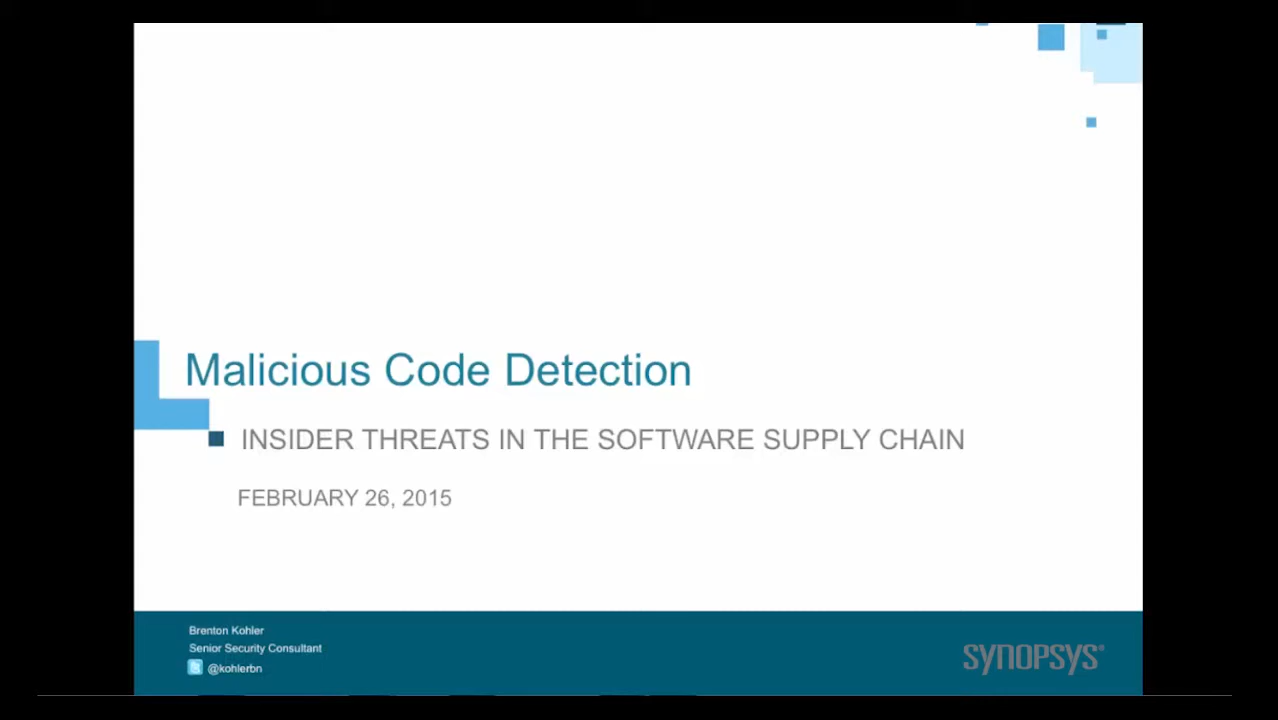 Malicious Code Detection
INSIDER THREATS IN THE SOFTWARE SUPPLY CHAIN
FEBRUARY 26, 2015
Brenton Kohler
Senior Security Consultant
@kohlerbn
SYNOPSYS®